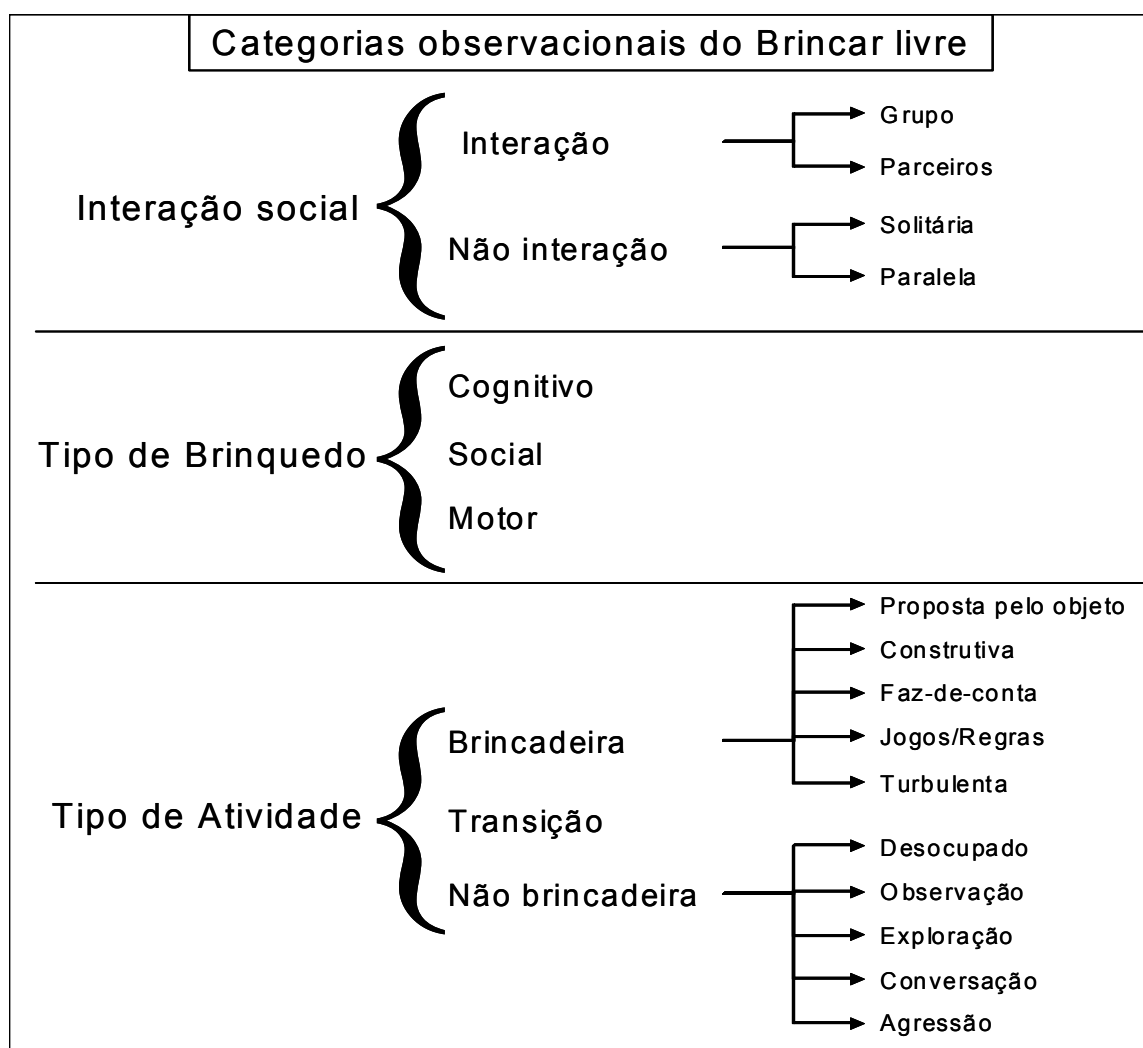 Categorias observacionais do Brincar livre
Interação social
Interação
Grupo
Parceiros
Não interação
Solitária
Paralela
Tipo de Brinquedo
Cognitivo
Social
Motor
Tipo de Atividade
Brincadeira
Proposta pelo objeto
Construtiva
Faz-de-conta
Jogos/Regras
Turbulenta
Transição
Não brincadeira
Desocupado
Observação
Exploração
Conversação
Agressão